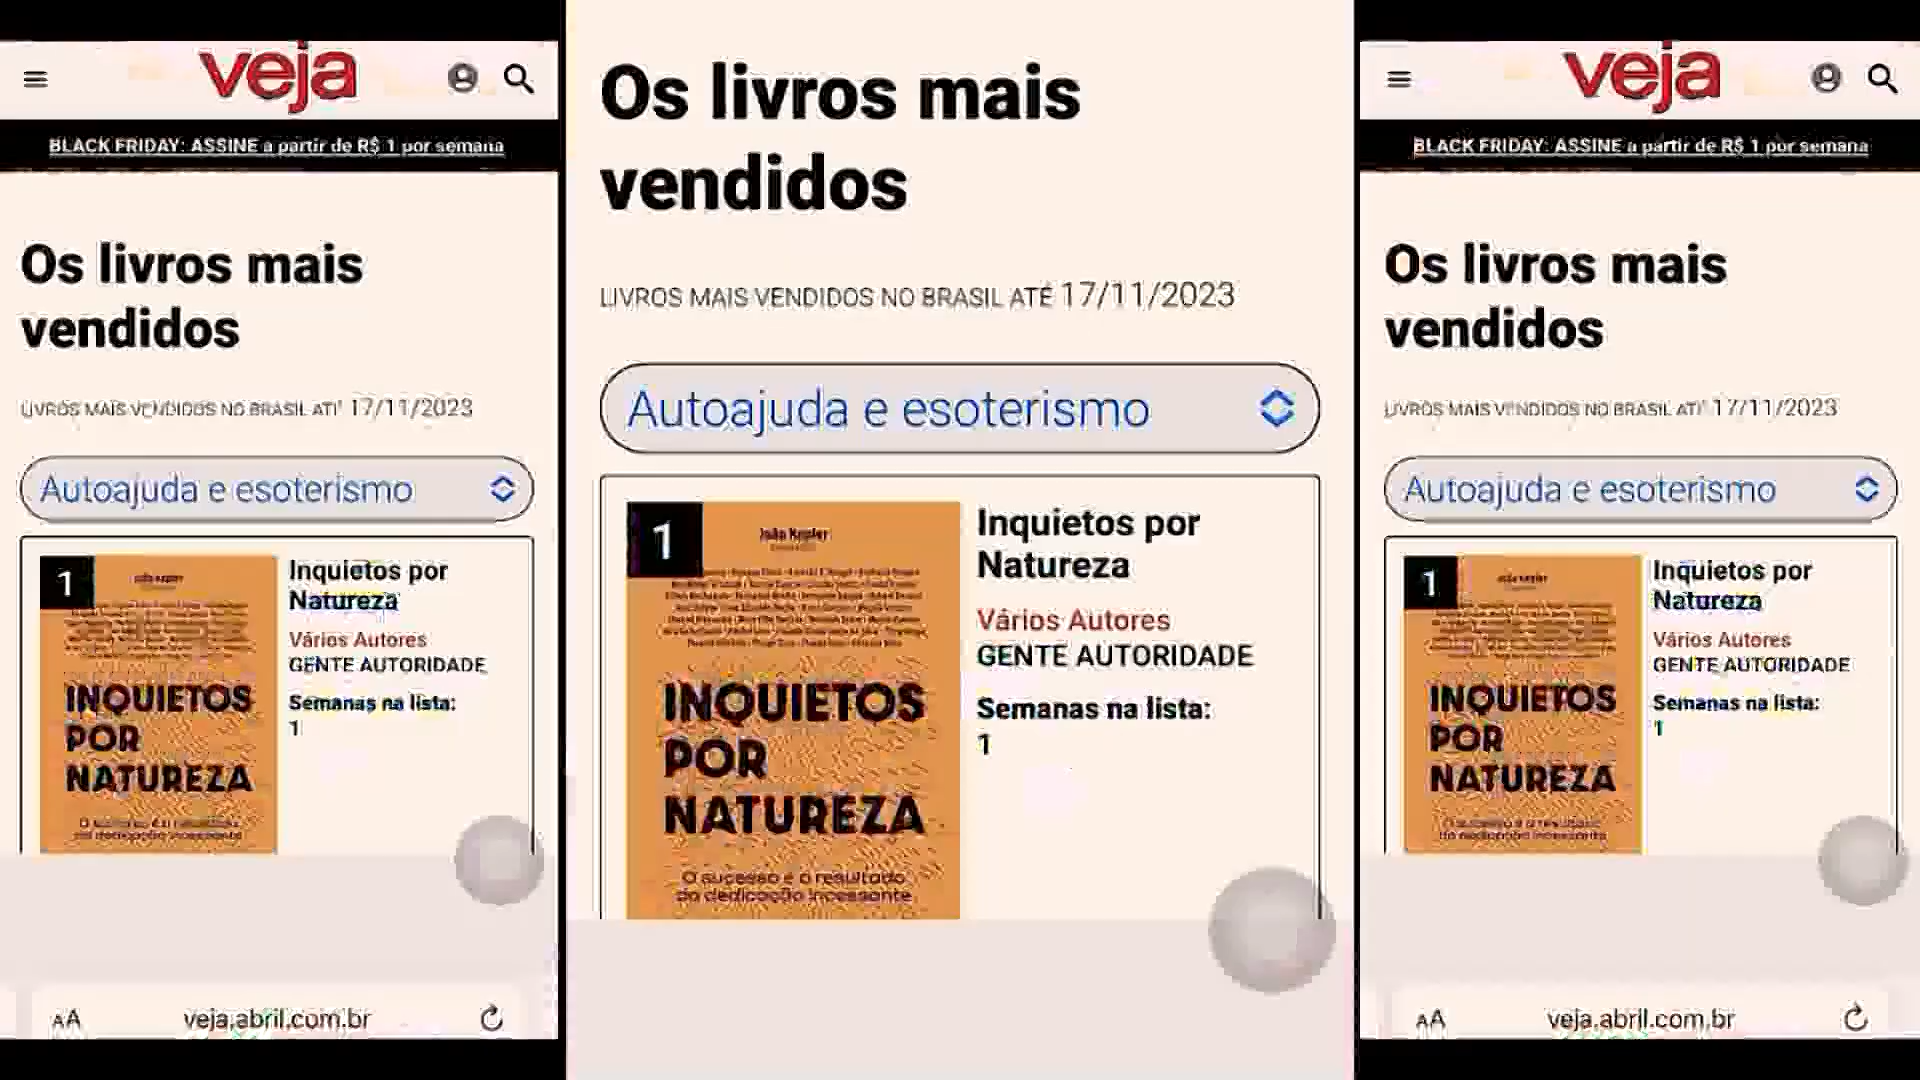 veja
BLACK FRIDAY: ASSINE a partir de R$ 1 por semana
Os livros mais
vendidos
LIVROS MAIS VENDIDOS NO BRASIL ATÉ 17/11/2023
Autoajuda e esoterismo
1
INQUIETOS
POR
NATUREZA
Inquietos por
Natureza
Vários Autores
GENTE AUTORIDADE
Semanas na lista:
1
AA
veja.abril.com.br
Os livros mais
vendidos
LIVROS MAIS VENDIDOS NO BRASIL ATÉ 17/11/2023
Autoajuda e esoterismo
1
João Kepler
INQUIETOS
POR
NATUREZA
O sucesso é o resultado
da dedicação incessante
Inquietos por
Natureza
Vários Autores
GENTE AUTORIDADE
Semanas na lista:
1
veja
BLACK FRIDAY: ASSINE a partir de R$ 1 por semana
Os livros mais
vendidos
LIVROS MAIS VENDIDOS NO BRASIL ATÉ 17/11/2023
Autoajuda e esoterismo
1
INQUIETOS
POR
NATUREZA
Inquietos por
Natureza
Vários Autores
GENTE AUTORIDADE
Semanas na lista:
1
AA
veja.abril.com.br